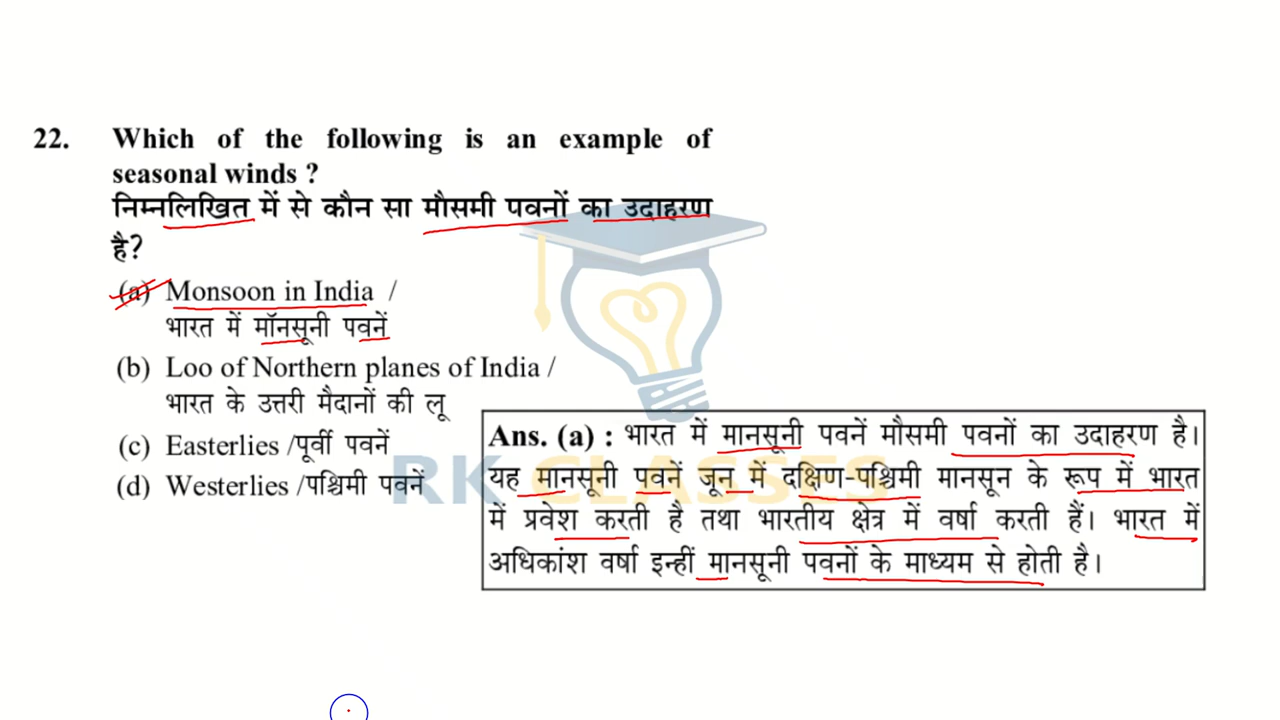 22. Which of the following is an example of
seasonal winds ?
निम्नलिखित में से कौन सा मौसमी पवनों का उदाहरण
है?
(a) Monsoon in India /
भारत में मॉनसूनी पवनें
(b) Loo of Northern planes of India /
भारत के उत्तरी मैदानों की लू
(c) Easterlies /पूर्वी पवनें
(d) Westerlies /पश्चिमी पवनें
Ans. (a) : भारत में मानसूनी पवनें मौसमी पवनों का उदाहरण है।
यह मानसूनी पवनें जून में दक्षिण-पश्चिमी मानसून के रूप में भारत
में प्रवेश करती है तथा भारतीय क्षेत्र में वर्षा करती हैं। भारत में
अधिकांश वर्षा इन्हीं मानसूनी पवनों के माध्यम से होती है।
RK CLASSES